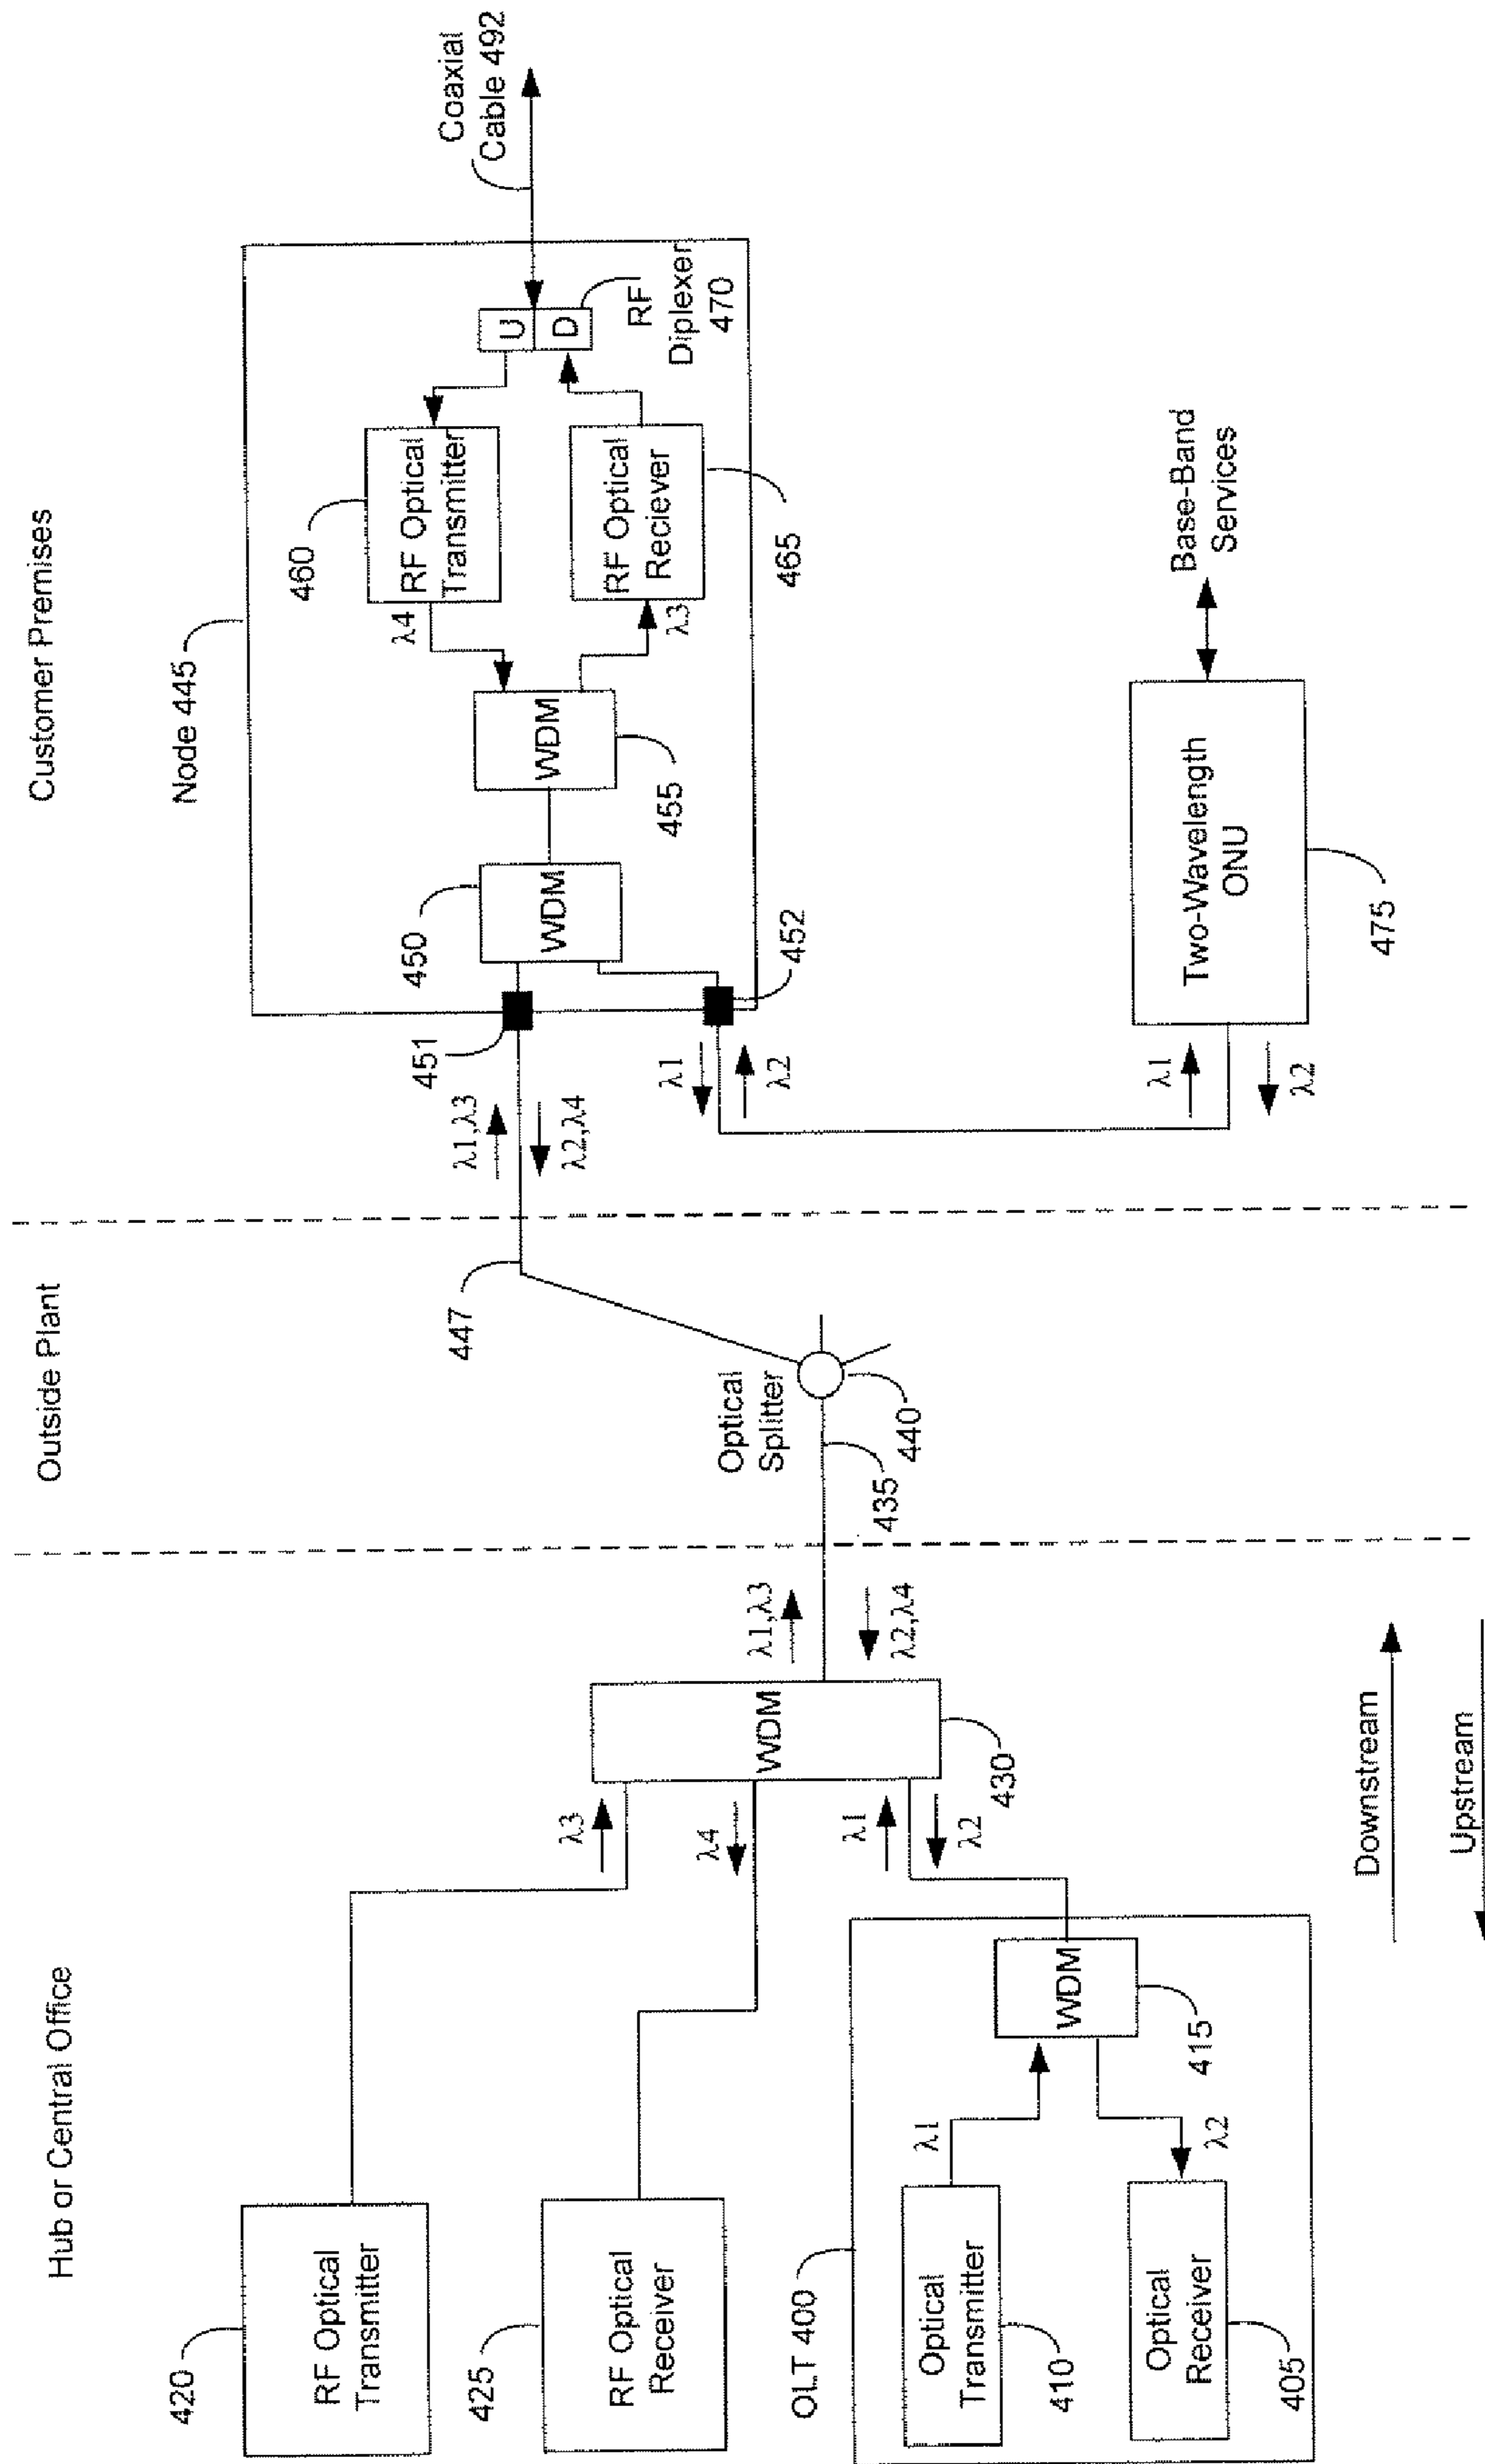 Hub or Central Office
Outside Plant
Customer Premises
420
RF Optical
Transmitter
425
RF Optical
Receiver
OLT 400
Optical
Transmitter
410
Optical
Receiver
405
λ1
λ2
WDM
415
λ3
λ4
λ1
λ2
WDM
430
λ1,λ3
λ2,λ4
Downstream
Upstream
435
Optical
Splitter
440
447
λ1,λ3
λ2,λ4
451
Node 445
450
WDM
452
λ1
λ2
WDM
455
λ4
λ3
460
RF Optical
Transmitter
RF Optical
Reciever
465
U
D
RF
Diplexer
470
Coaxial
Cable 492
λ1
λ2
Two-Wavelength
ONU
475
Base-Band
Services